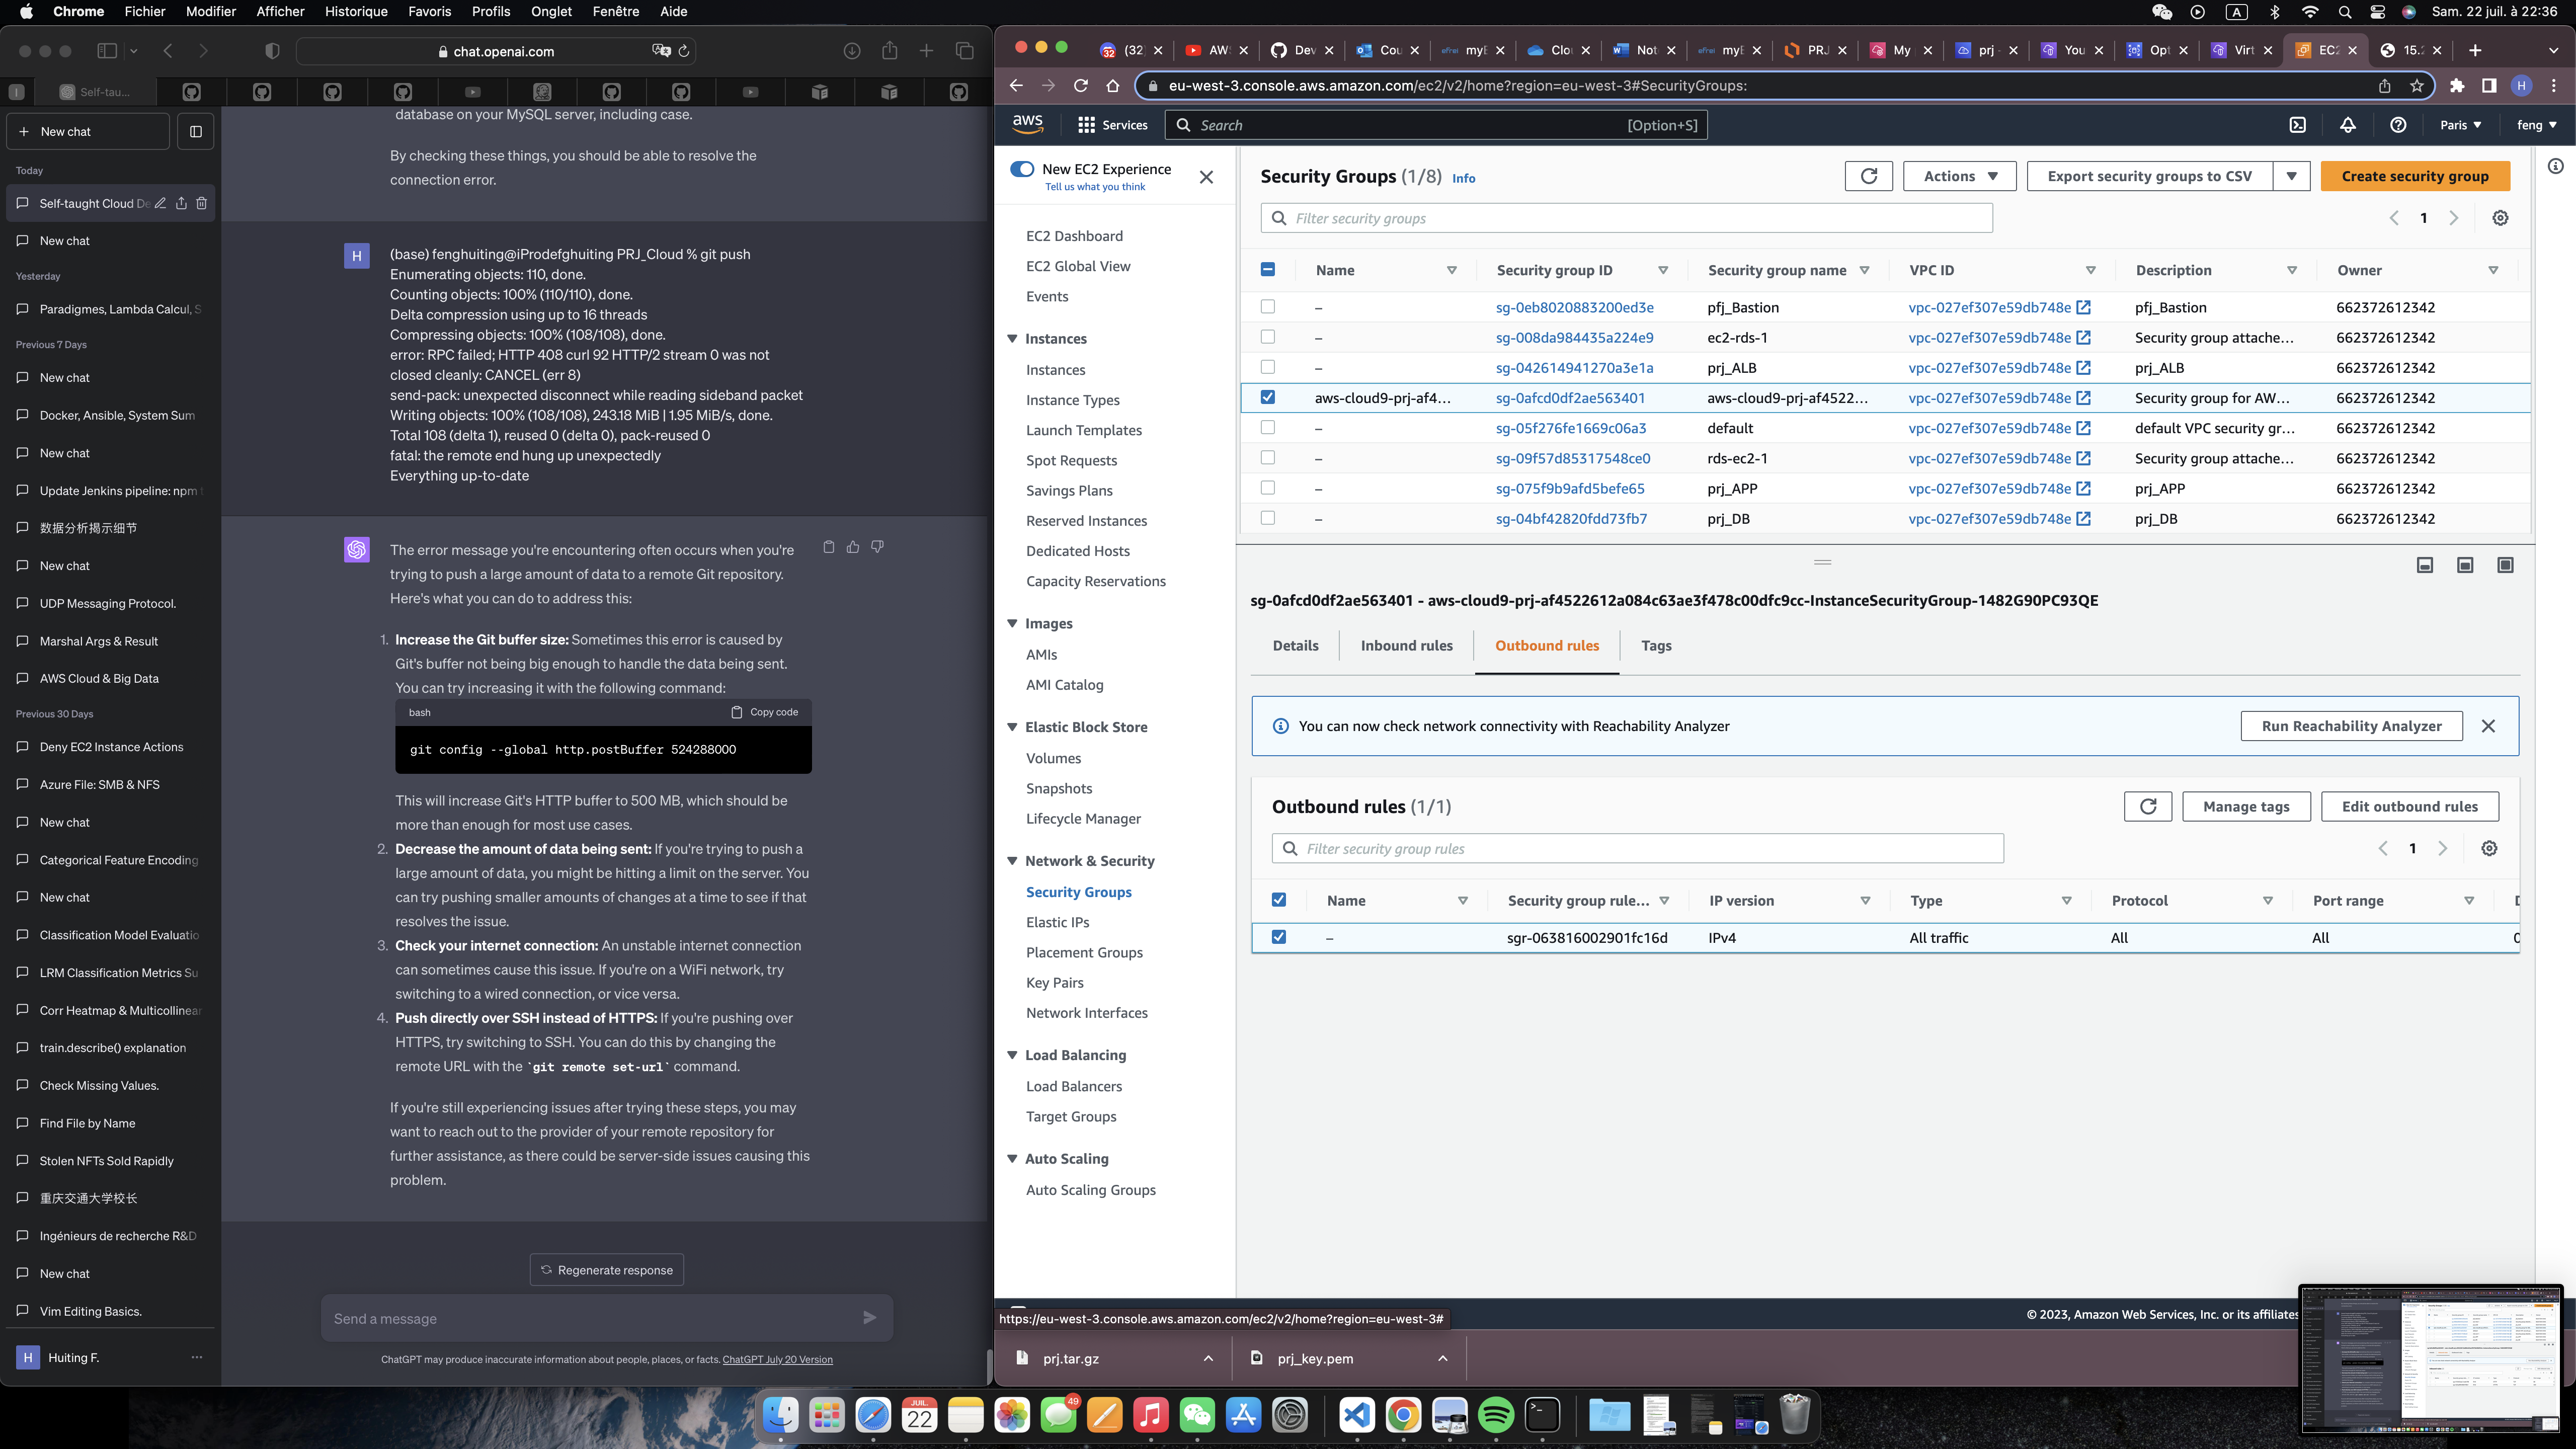 Chrome Fichier Modifier Afficher Historique Favoris Profils Onglet Fenêtre Aide
A
Sam. 22 juil. à 22:36
chat.openai.com
Self-tau...
New chat
Today
Self-taught Cloud De
New chat
Yesterday
Paradigmes, Lambda Calcul, S
Previous 7 Days
New chat
Docker, Ansible, System Sum
New chat
Update Jenkins pipeline: npm
数据分析揭示细节
New chat
UDP Messaging Protocol.
Marshal Args & Result
AWS Cloud & Big Data
Previous 30 Days
Deny EC2 Instance Actions
Azure File: SMB & NFS
New chat
Categorical Feature Encoding
New chat
Classification Model Evaluatio
LRM Classification Metrics Su
Corr Heatmap & Multicollinear
train.describe() explanation
Check Missing Values.
Find File by Name
Stolen NFTs Sold Rapidly
重庆交通大学校长
Ingénieurs de recherche R&D
New chat
Vim Editing Basics.
H Huiting F.
database on your MySQL server, including case.
By checking these things, you should be able to resolve the
connection error.
H
(base) fenghuiting@iProdefghuiting PRJ_Cloud % git push
Enumerating objects: 110, done.
Counting objects: 100% (110/110), done.
Delta compression using up to 16 threads
Compressing objects: 100% (108/108), done.
error: RPC failed; HTTP 408 curl 92 HTTP/2 stream 0 was not
closed cleanly: CANCEL (err 8)
send-pack: unexpected disconnect while reading sideband packet
Writing objects: 100% (108/108), 243.18 MiB | 1.95 MiB/s, done.
Total 108 (delta 1), reused 0 (delta 0), pack-reused 0
fatal: the remote end hung up unexpectedly
Everything up-to-date
The error message you're encountering often occurs when you're
trying to push a large amount of data to a remote Git repository.
Here's what you can do to address this:
1. Increase the Git buffer size: Sometimes this error is caused by
Git's buffer not being big enough to handle the data being sent.
You can try increasing it with the following command:
bash
Copy code
git config --global http.postBuffer 524288000
This will increase Git's HTTP buffer to 500 MB, which should be
more than enough for most use cases.
2. Decrease the amount of data being sent: If you're trying to push a
large amount of data, you might be hitting a limit on the server. You
can try pushing smaller amounts of changes at a time to see if that
resolves the issue.
3. Check your internet connection: An unstable internet connection
can sometimes cause this issue. If you're on a WiFi network, try
switching to a wired connection, or vice versa.
4. Push directly over SSH instead of HTTPS: If you're pushing over
HTTPS, try switching to SSH. You can do this by changing the
remote URL with the `git remote set-url` command.
If you're still experiencing issues after trying these steps, you may
want to reach out to the provider of your remote repository for
further assistance, as there could be server-side issues causing this
problem.
Regenerate response
Send a message
ChatGPT may produce inaccurate information about people, places, or facts. ChatGPT July 20 Version
(32) AW Dev Cou myE Clo Not myE PRJ My prj You Opt Virt EC2 15.2
eu-west-3.console.aws.amazon.com/ec2/v2/home?region=eu-west-3#SecurityGroups:
H
aws
Services
Search
[Option+S]
Paris
feng
New EC2 Experience
Tell us what you think
EC2 Dashboard
EC2 Global View
Events
Instances
Instances
Instance Types
Launch Templates
Spot Requests
Savings Plans
Reserved Instances
Dedicated Hosts
Capacity Reservations
Images
AMIs
AMI Catalog
Elastic Block Store
Volumes
Snapshots
Lifecycle Manager
Network & Security
Security Groups
Elastic IPs
Placement Groups
Key Pairs
Network Interfaces
Load Balancing
Load Balancers
Target Groups
Auto Scaling
Auto Scaling Groups
Security Groups (1/8) Info
Actions
Export security groups to CSV
Create security group
Filter security groups
1
Name Security group ID Security group name VPC ID Description Owner
– sg-0eb8020883200ed3e pfj_Bastion vpc-027ef307e59db748e pfj_Bastion 662372612342
– sg-008da984435a224e9 ec2-rds-1 vpc-027ef307e59db748e Security group attache... 662372612342
– sg-042614941270a3e1a prj_ALB vpc-027ef307e59db748e prj_ALB 662372612342
aws-cloud9-prj-af4... sg-0afcd0df2ae563401 aws-cloud9-prj-af4522... vpc-027ef307e59db748e Security group for AW... 662372612342
– sg-05f276fe1669c06a3 default vpc-027ef307e59db748e default VPC security gr... 662372612342
– sg-09f57d85317548ce0 rds-ec2-1 vpc-027ef307e59db748e Security group attache... 662372612342
– sg-075f9b9afd5befe65 prj_APP vpc-027ef307e59db748e prj_APP 662372612342
– sg-04bf42820fdd73fb7 prj_DB vpc-027ef307e59db748e prj_DB 662372612342
sg-0afcd0df2ae563401 - aws-cloud9-prj-af4522612a084c63ae3f478c00dfc9cc-InstanceSecurityGroup-1482G90PC93QE
Details
Inbound rules
Outbound rules
Tags
You can now check network connectivity with Reachability Analyzer
Run Reachability Analyzer
Outbound rules (1/1)
Manage tags
Edit outbound rules
Filter security group rules
1
Name Security group rule... IP version Type Protocol Port range
– sgr-063816002901fc16d IPv4 All traffic All All
© 2023, Amazon Web Services, Inc. or its affiliates
https://eu-west-3.console.aws.amazon.com/ec2/v2/home?region=eu-west-3#
prj.tar.gz
prj_key.pem
JUIL.
22
49